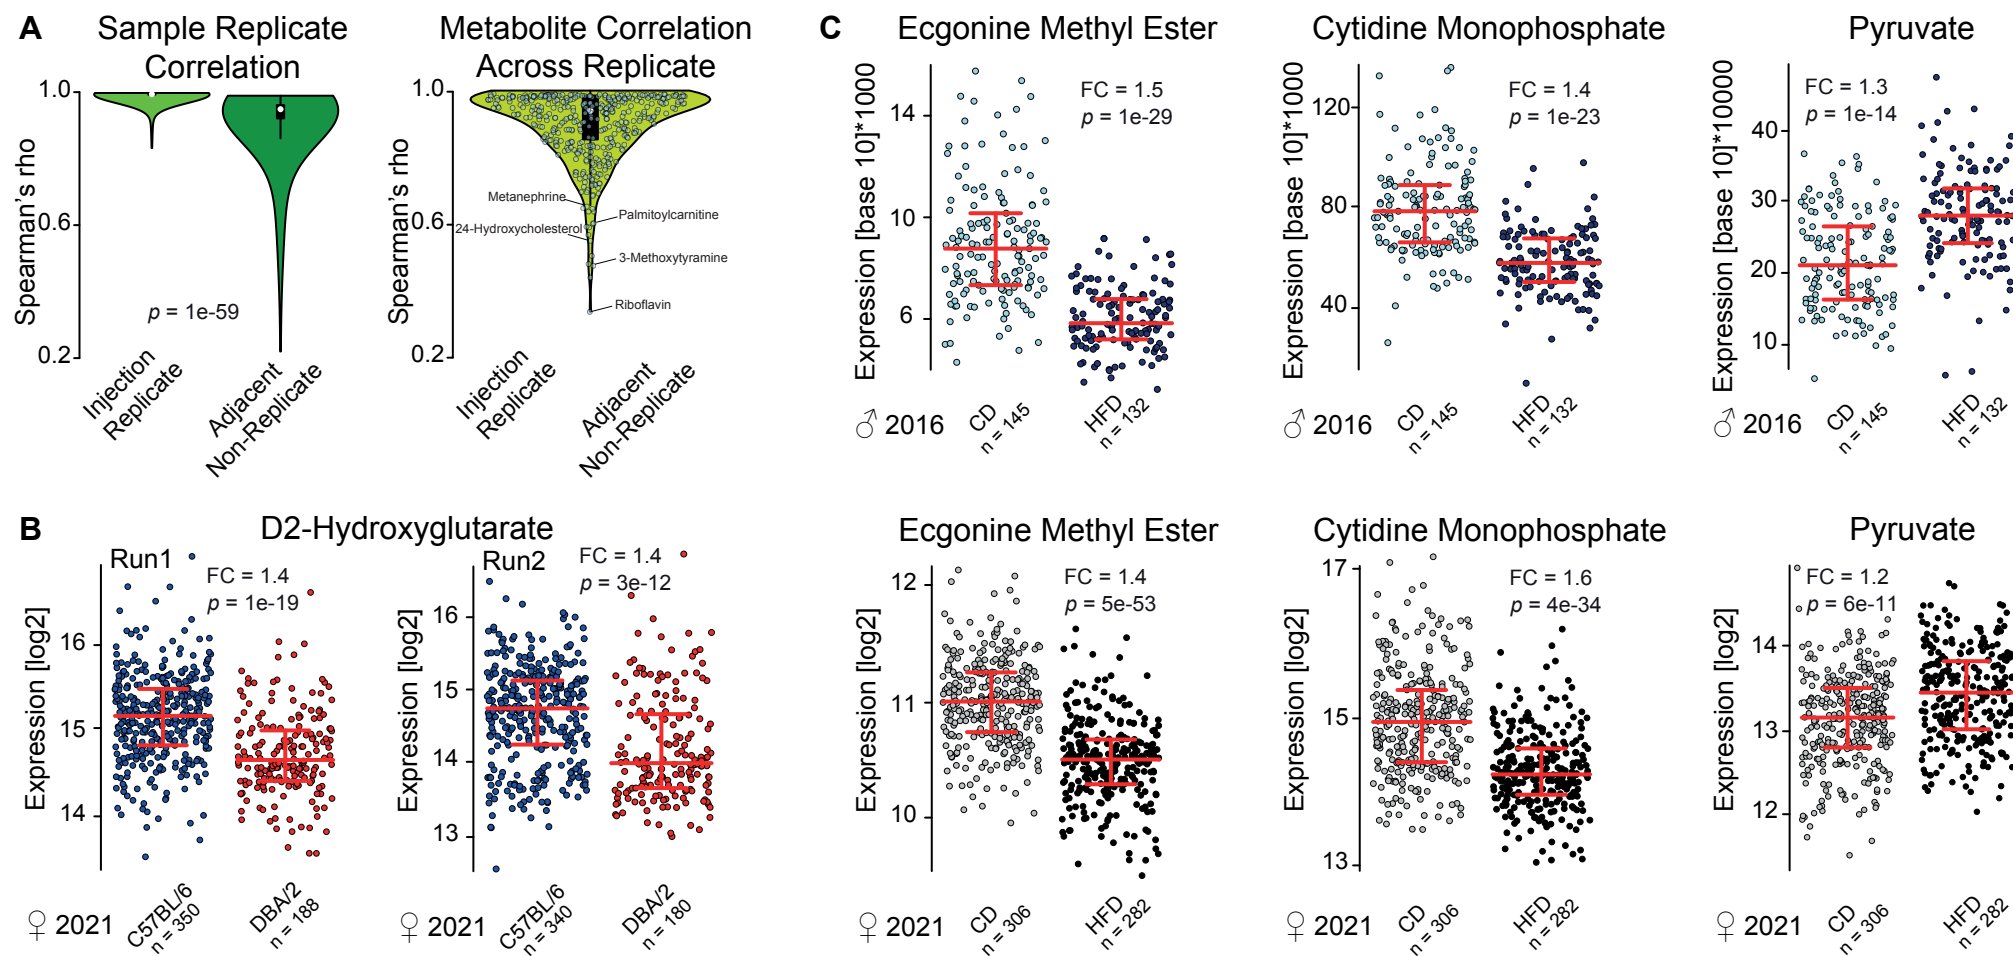 A
Sample Replicate
Correlation
Spearman's rho
1.0
0.6
0.2
p = 1e-59
Injection
Replicate
Adjacent
Non-Replicate
Metabolite Correlation
Across Replicate
Spearman's rho
1.0
0.6
0.2
Metanephrine
Palmitoylcarnitine
24-Hydroxycholesterol
3-Methoxytyramine
Riboflavin
Injection
Replicate
Adjacent
Non-Replicate
B
D2-Hydroxyglutarate
Run1
FC = 1.4
p = 1e-19
Expression [log2]
16
15
14
♀ 2021
C57BL/6
n = 350
DBA/2
n = 188
Run2
FC = 1.4
p = 3e-12
Expression [log2]
16
15
14
13
♀ 2021
C57BL/6
n = 340
DBA/2
n = 180
C
Ecgonine Methyl Ester
Expression [base 10]*1000
14
10
6
FC = 1.5
p = 1e-29
♂ 2016
CD
n = 145
HFD
n = 132
Cytidine Monophosphate
Expression [base 10]*1000
120
80
40
FC = 1.4
p = 1e-23
♂ 2016
CD
n = 145
HFD
n = 132
Pyruvate
Expression [base 10]*10000
40
30
20
10
FC = 1.3
p = 1e-14
♂ 2016
CD
n = 145
HFD
n = 132
Ecgonine Methyl Ester
Expression [log2]
12
11
10
FC = 1.4
p = 5e-53
♀ 2021
CD
n = 306
HFD
n = 282
Cytidine Monophosphate
Expression [log2]
17
15
13
FC = 1.6
p = 4e-34
♀ 2021
CD
n = 306
HFD
n = 282
Pyruvate
Expression [log2]
14
13
12
FC = 1.2
p = 6e-11
♀ 2021
CD
n = 306
HFD
n = 282